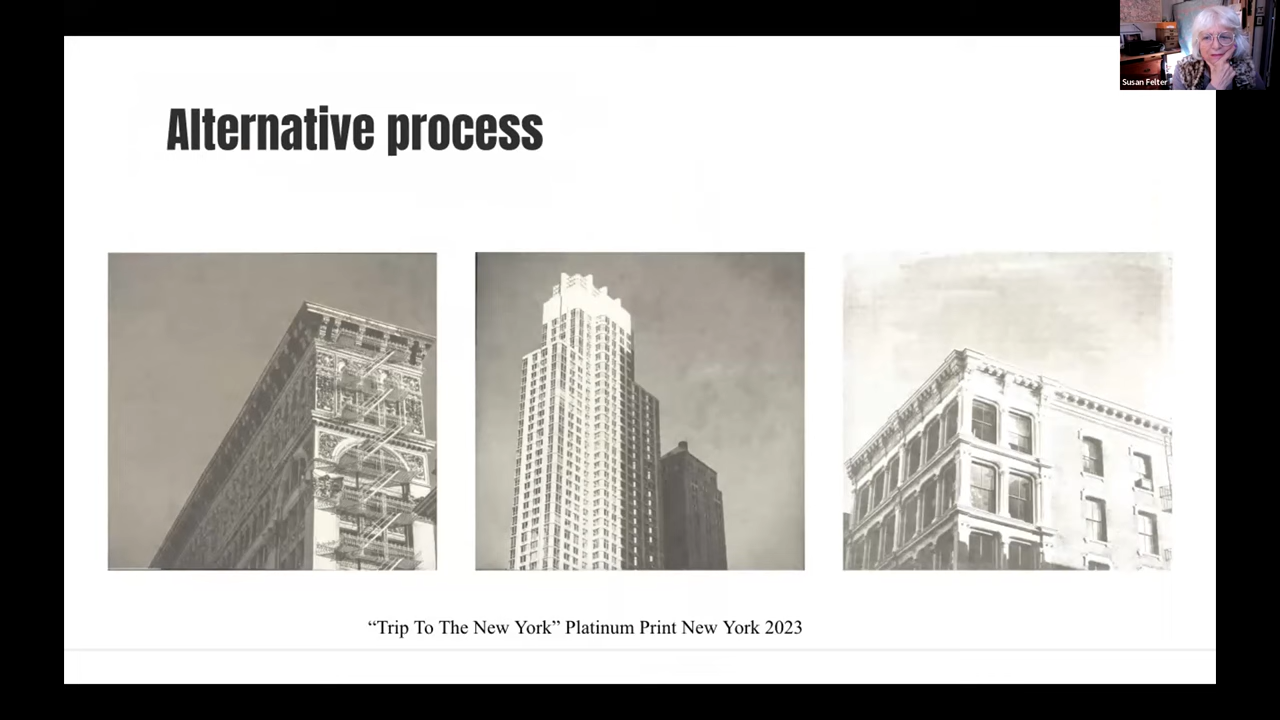 Alternative process
Susan Felter
“Trip To The New York” Platinum Print New York 2023